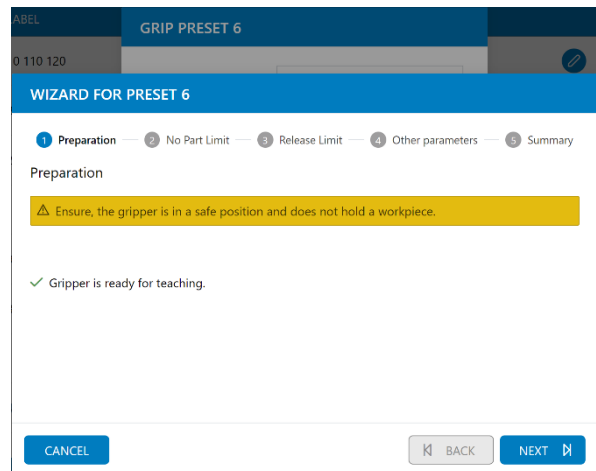 ABEL
GRIP PRESET 6
0 110 120
WIZARD FOR PRESET 6
1 Preparation 2 No Part Limit 3 Release Limit 4 Other parameters 5 Summary
Preparation
Ensure, the gripper is in a safe position and does not hold a workpiece.
Gripper is ready for teaching.
CANCEL BACK NEXT